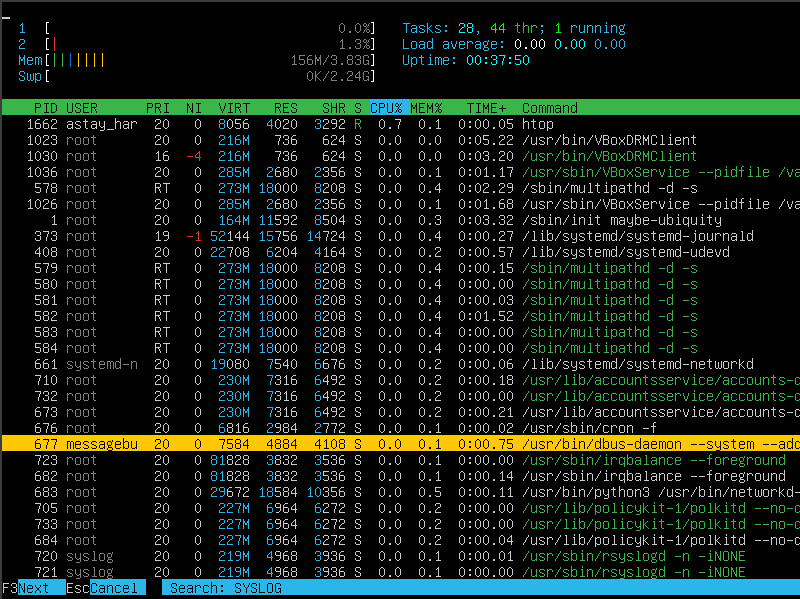 1 [ 0.0%] Tasks: 28, 44 thr; 1 running
2 [| 1.3%] Load average: 0.00 0.00 0.00
Mem[||||||| 156M/3.83G] Uptime: 00:37:50
Swp[ 0K/2.24G]
PID USER PRI NI VIRT RES SHR S CPU% MEM% TIME+ Command
1662 astay_har 20 0 8056 4020 3292 R 0.7 0.1 0:00.05 htop
1023 root 20 0 216M 736 624 S 0.0 0.0 0:05.22 /usr/bin/VBoxDRMClient
1030 root 16 -4 216M 736 624 S 0.0 0.0 0:03.20 /usr/bin/VBoxDRMClient
1036 root 20 0 285M 2680 2356 S 0.0 0.1 0:01.17 /usr/sbin/VBoxService --pidfile /va
578 root RT 0 273M 18000 8208 S 0.0 0.4 0:02.29 /sbin/multipathd -d -s
1026 root 20 0 285M 2680 2356 S 0.0 0.1 0:01.68 /usr/sbin/VBoxService --pidfile /va
1 root 20 0 164M 11592 8504 S 0.0 0.3 0:03.32 /sbin/init maybe-ubiquity
373 root 19 -1 52144 15756 14724 S 0.0 0.4 0:00.27 /lib/systemd/systemd-journald
408 root 20 0 22708 6204 4164 S 0.0 0.2 0:00.57 /lib/systemd/systemd-udevd
579 root RT 0 273M 18000 8208 S 0.0 0.4 0:00.15 /sbin/multipathd -d -s
580 root RT 0 273M 18000 8208 S 0.0 0.4 0:00.00 /sbin/multipathd -d -s
581 root RT 0 273M 18000 8208 S 0.0 0.4 0:00.03 /sbin/multipathd -d -s
582 root RT 0 273M 18000 8208 S 0.0 0.4 0:01.52 /sbin/multipathd -d -s
583 root RT 0 273M 18000 8208 S 0.0 0.4 0:00.00 /sbin/multipathd -d -s
584 root RT 0 273M 18000 8208 S 0.0 0.4 0:00.00 /sbin/multipathd -d -s
661 systemd-n 20 0 19080 7540 6676 S 0.0 0.2 0:00.06 /lib/systemd/systemd-networkd
710 root 20 0 230M 7316 6492 S 0.0 0.2 0:00.18 /usr/lib/accountsservice/accounts-d
732 root 20 0 230M 7316 6492 S 0.0 0.2 0:00.00 /usr/lib/accountsservice/accounts-d
673 root 20 0 230M 7316 6492 S 0.0 0.2 0:00.21 /usr/lib/accountsservice/accounts-d
676 root 20 0 6816 2984 2772 S 0.0 0.1 0:00.02 /usr/sbin/cron -f
677 messagebu 20 0 7584 4884 4108 S 0.0 0.1 0:00.75 /usr/bin/dbus-daemon --system --add
723 root 20 0 81828 3832 3536 S 0.0 0.1 0:00.00 /usr/sbin/irqbalance --foreground
682 root 20 0 81828 3832 3536 S 0.0 0.1 0:00.14 /usr/sbin/irqbalance --foreground
683 root 20 0 29672 18584 10356 S 0.0 0.5 0:00.11 /usr/bin/python3 /usr/bin/networkd-
705 root 20 0 227M 6964 6272 S 0.0 0.2 0:00.00 /usr/lib/policykit-1/polkitd --no-d
733 root 20 0 227M 6964 6272 S 0.0 0.2 0:00.00 /usr/lib/policykit-1/polkitd --no-d
684 root 20 0 227M 6964 6272 S 0.0 0.2 0:00.04 /usr/lib/policykit-1/polkitd --no-d
720 syslog 20 0 219M 4968 3936 S 0.0 0.1 0:00.01 /usr/sbin/rsyslogd -n -iNONE
721 syslog 20 0 219M 4968 3936 S 0.0 0.1 0:00.00 /usr/sbin/rsyslogd -n -iNONE
F3Next EscCancel Search: SYSLOG